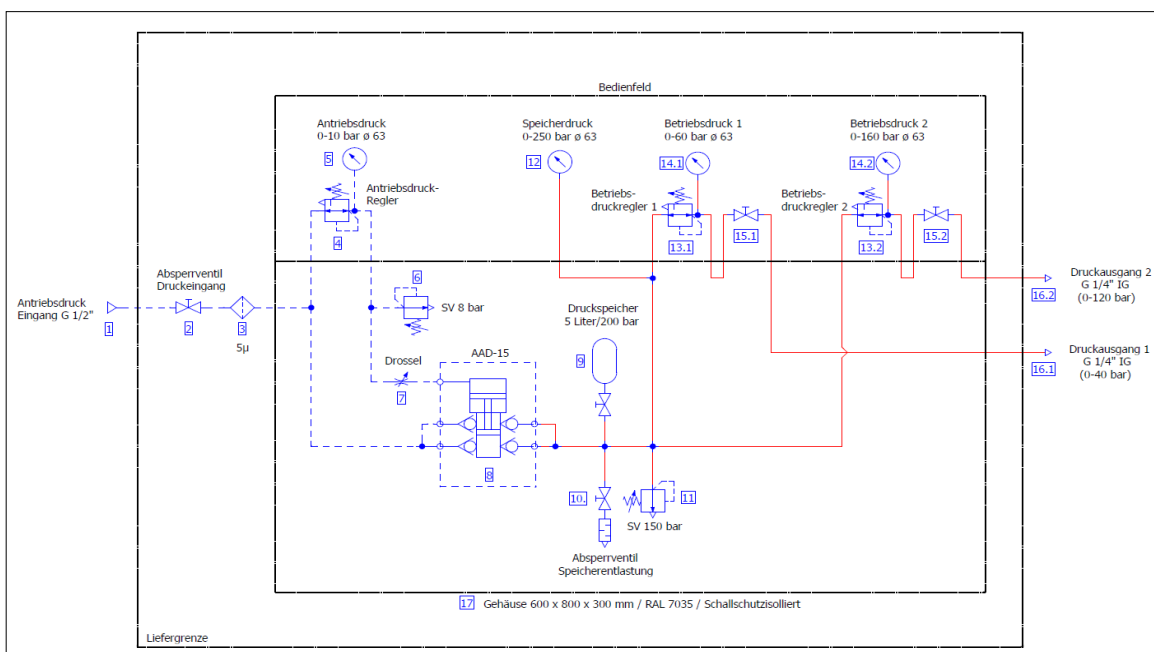 Bedienfeld
Antriebsdruck
0-10 bar ø 63
5
Antriebsdruck-
Regler
4
Speicherdruck
0-250 bar ø 63
12
Betriebsdruck 1
0-60 bar ø 63
14.1
Betriebs-
druckregler 1
13.1
15.1
Betriebsdruck 2
0-160 bar ø 63
14.2
Betriebs-
druckregler 2
13.2
15.2
Antriebsdruck
Eingang G 1/2"
1
Absperrventil
Druckeingang
2
3
5µ
6
SV 8 bar
Drossel
7
AAD-15
8
Druckspeicher
5 Liter/200 bar
9
10.
Absperrventil
Speicherentlastung
11
SV 150 bar
16.2
Druckausgang 2
G 1/4" IG
(0-120 bar)
16.1
Druckausgang 1
G 1/4" IG
(0-40 bar)
17 Gehäuse 600 x 800 x 300 mm / RAL 7035 / Schallschutzisolliert
Liefergrenze